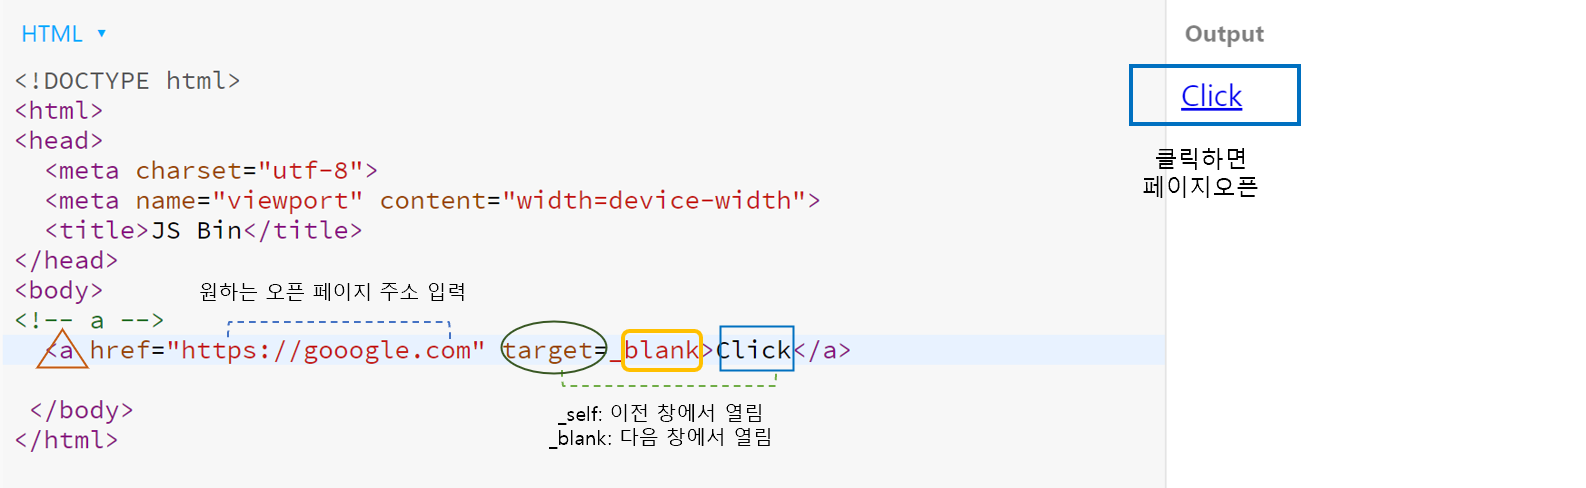 HTML ▾
Output
<!DOCTYPE html>
<html>
<head>
<meta charset="utf-8">
<meta name="viewport" content="width=device-width">
<title>JS Bin</title>
</head>
<body>
<!-- a -->
<a href="https://gooogle.com" target=_blank>Click</a>
</body>
</html>
원하는 오픈 페이지 주소 입력
_self: 이전 창에서 열림
_blank: 다음 창에서 열림
Click
클릭하면
페이지오픈